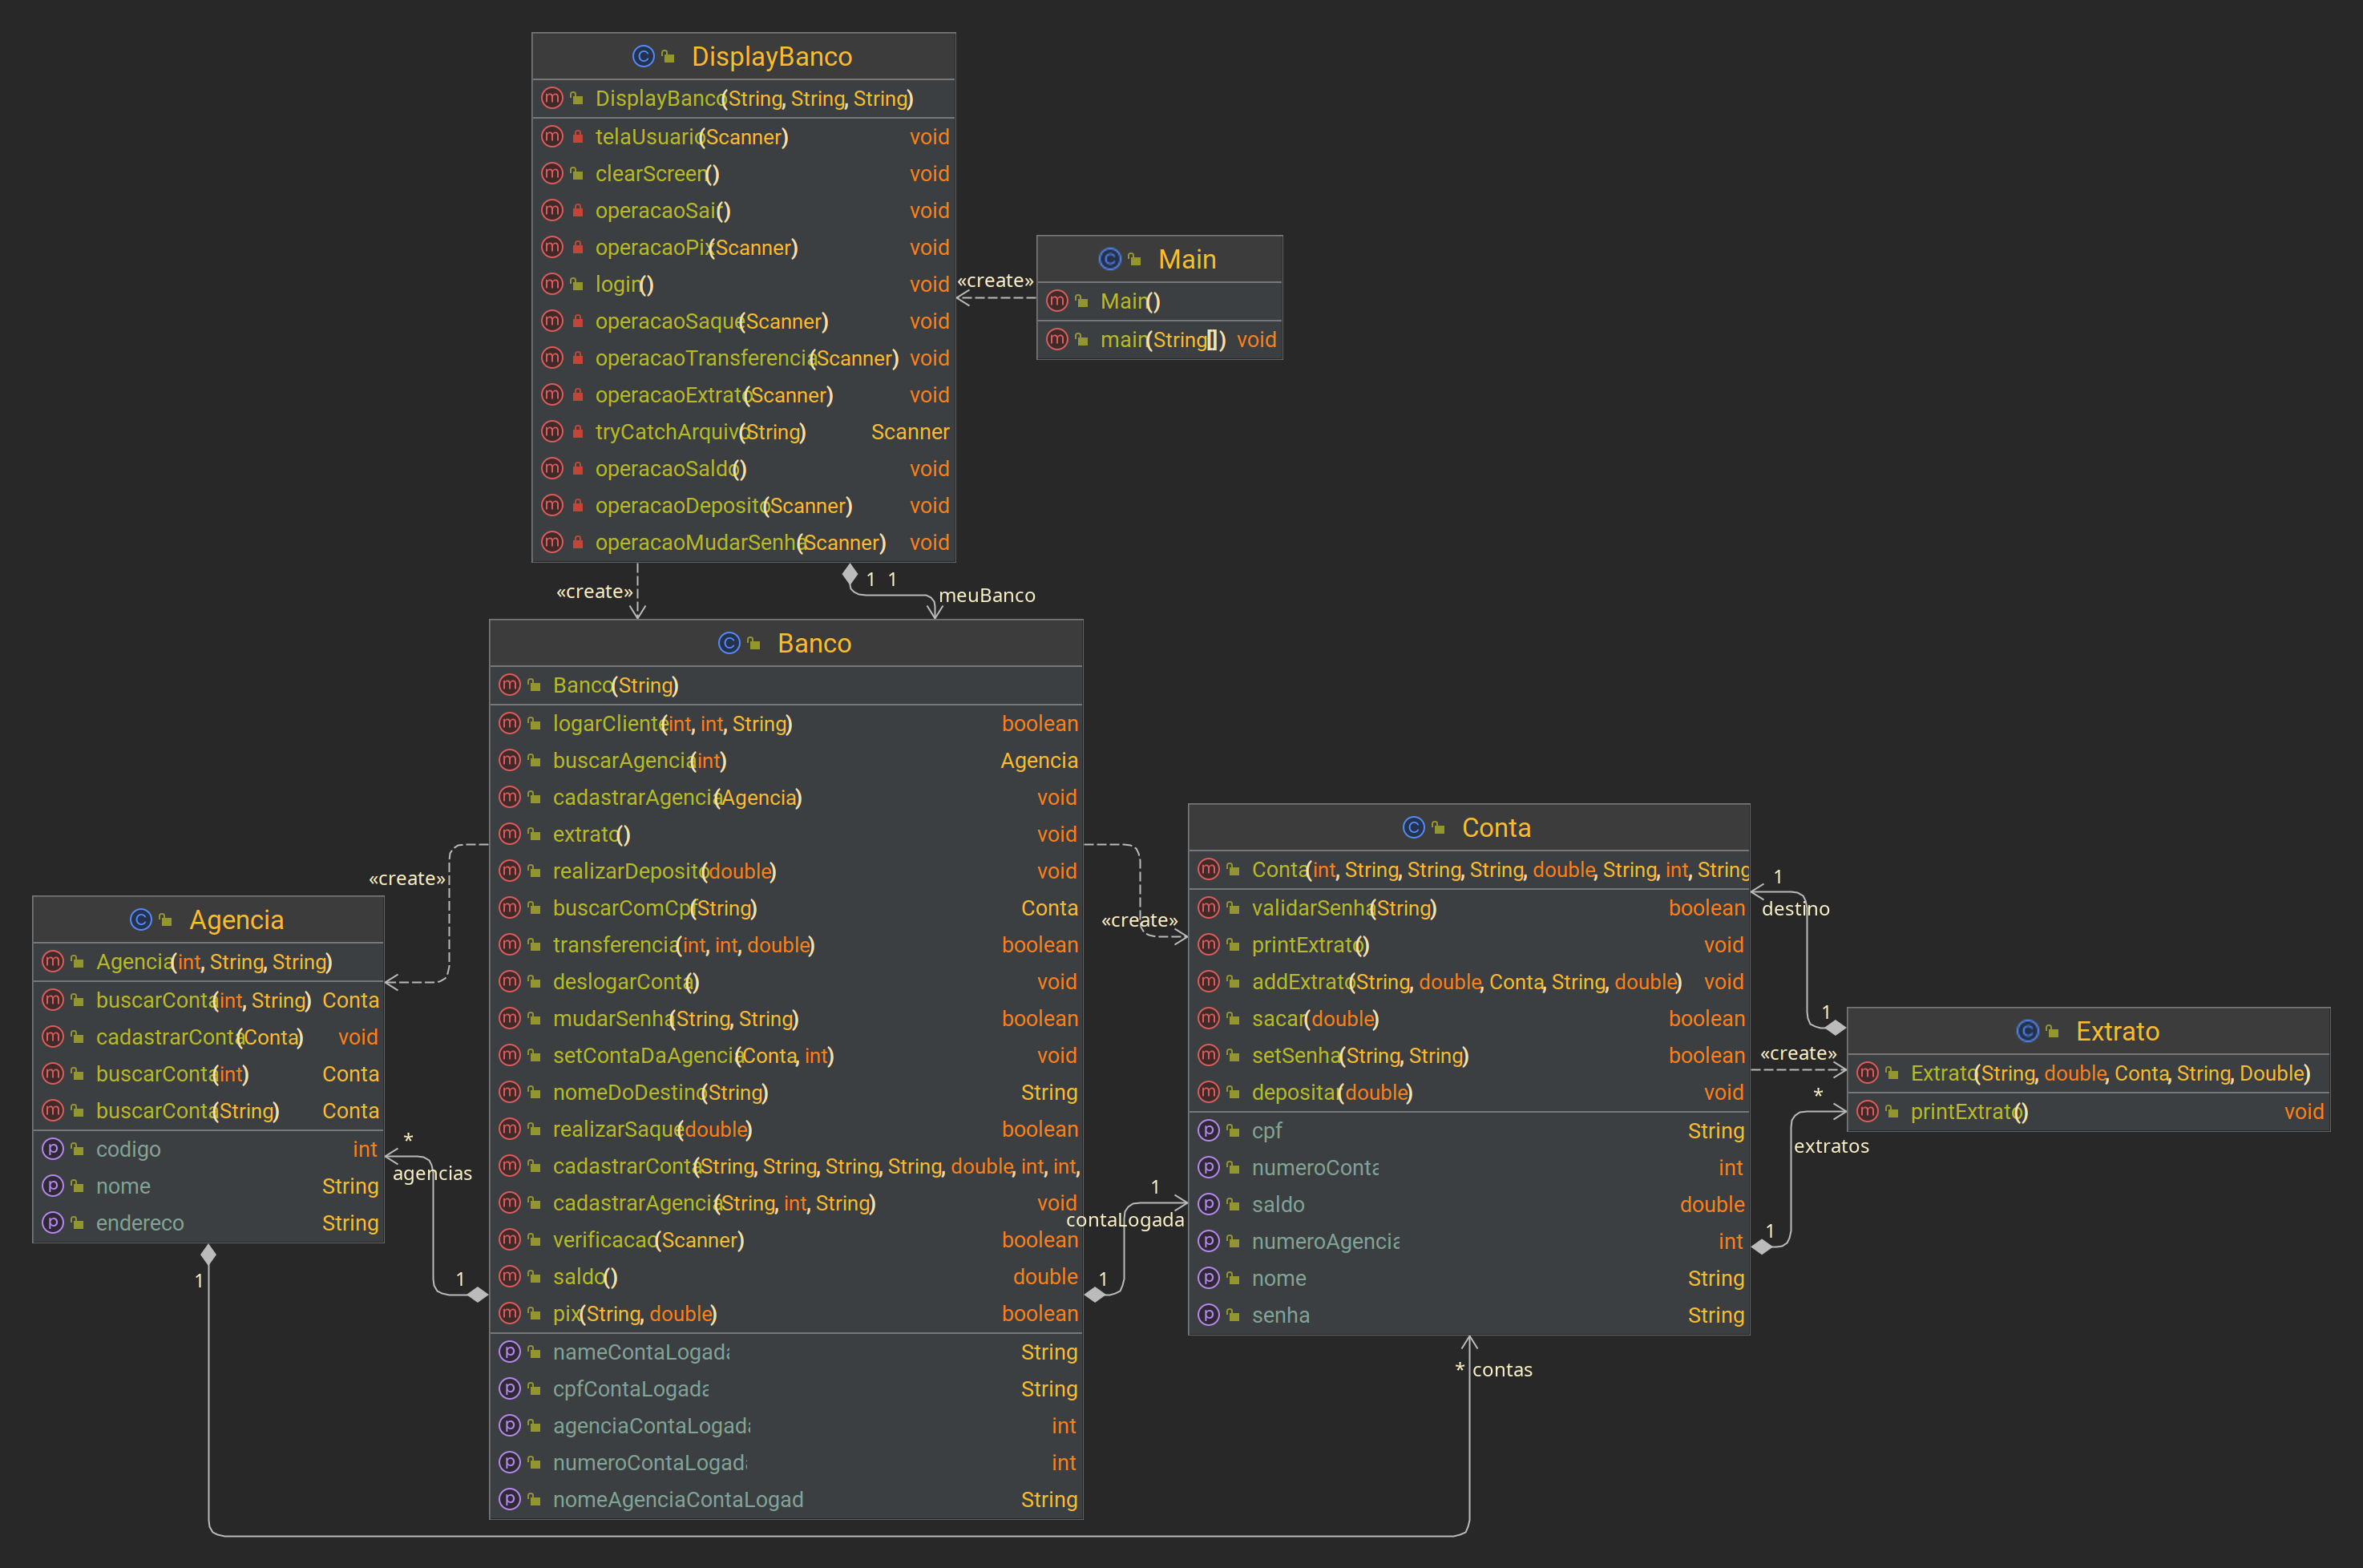 DisplayBanco
DisplayBanco(String, String, String)
telaUsuario(Scanner) void
clearScreen() void
operacaoSair() void
operacaoPix(Scanner) void
login() void
operacaoSaque(Scanner) void
operacaoTransferencia(Scanner) void
operacaoExtrato(Scanner) void
tryCatchArquivo(String) Scanner
operacaoSaldo() void
operacaoDeposito(Scanner) void
operacaoMudarSenha(Scanner) void
«create»
Main
Main()
main(String[]) void
«create»
1 1
meuBanco
Banco
Banco(String)
logarCliente(int, int, String) boolean
buscarAgencia(int) Agencia
cadastrarAgencia(Agencia) void
extrato() void
realizarDeposito(double) void
buscarComCpf(String) Conta
transferencia(int, int, double) boolean
deslogarConta() void
mudarSenha(String, String) boolean
setContaDaAgencia(Conta, int) void
nomeDoDestino(String) String
realizarSaque(double) boolean
cadastrarConta(String, String, String, String, double, int, int,
cadastrarAgencia(String, int, String) void
verificacao(Scanner) boolean
saldo() double
pix(String, double) boolean
nameContaLogada String
cpfContaLogada String
agenciaContaLogada int
numeroContaLogada int
nomeAgenciaContaLogad String
«create»
Agencia
Agencia(int, String, String)
buscarConta(int, String) Conta
cadastrarConta(Conta) void
buscarConta(int) Conta
buscarConta(String) Conta
codigo int
nome String
endereco String
*
agencias
1
1
«create»
1
contaLogada
1
Conta
Conta(int, String, String, String, double, String, int, String
validarSenha(String) boolean
printExtrato() void
addExtrato(String, double, Conta, String, double) void
sacar(double) boolean
setSenha(String, String) boolean
depositar(double) void
cpf String
numeroConta int
saldo double
numeroAgencia int
nome String
senha String
* contas
1
destino
1
«create»
*
extratos
1
Extrato
Extrato(String, double, Conta, String, Double)
printExtrato() void